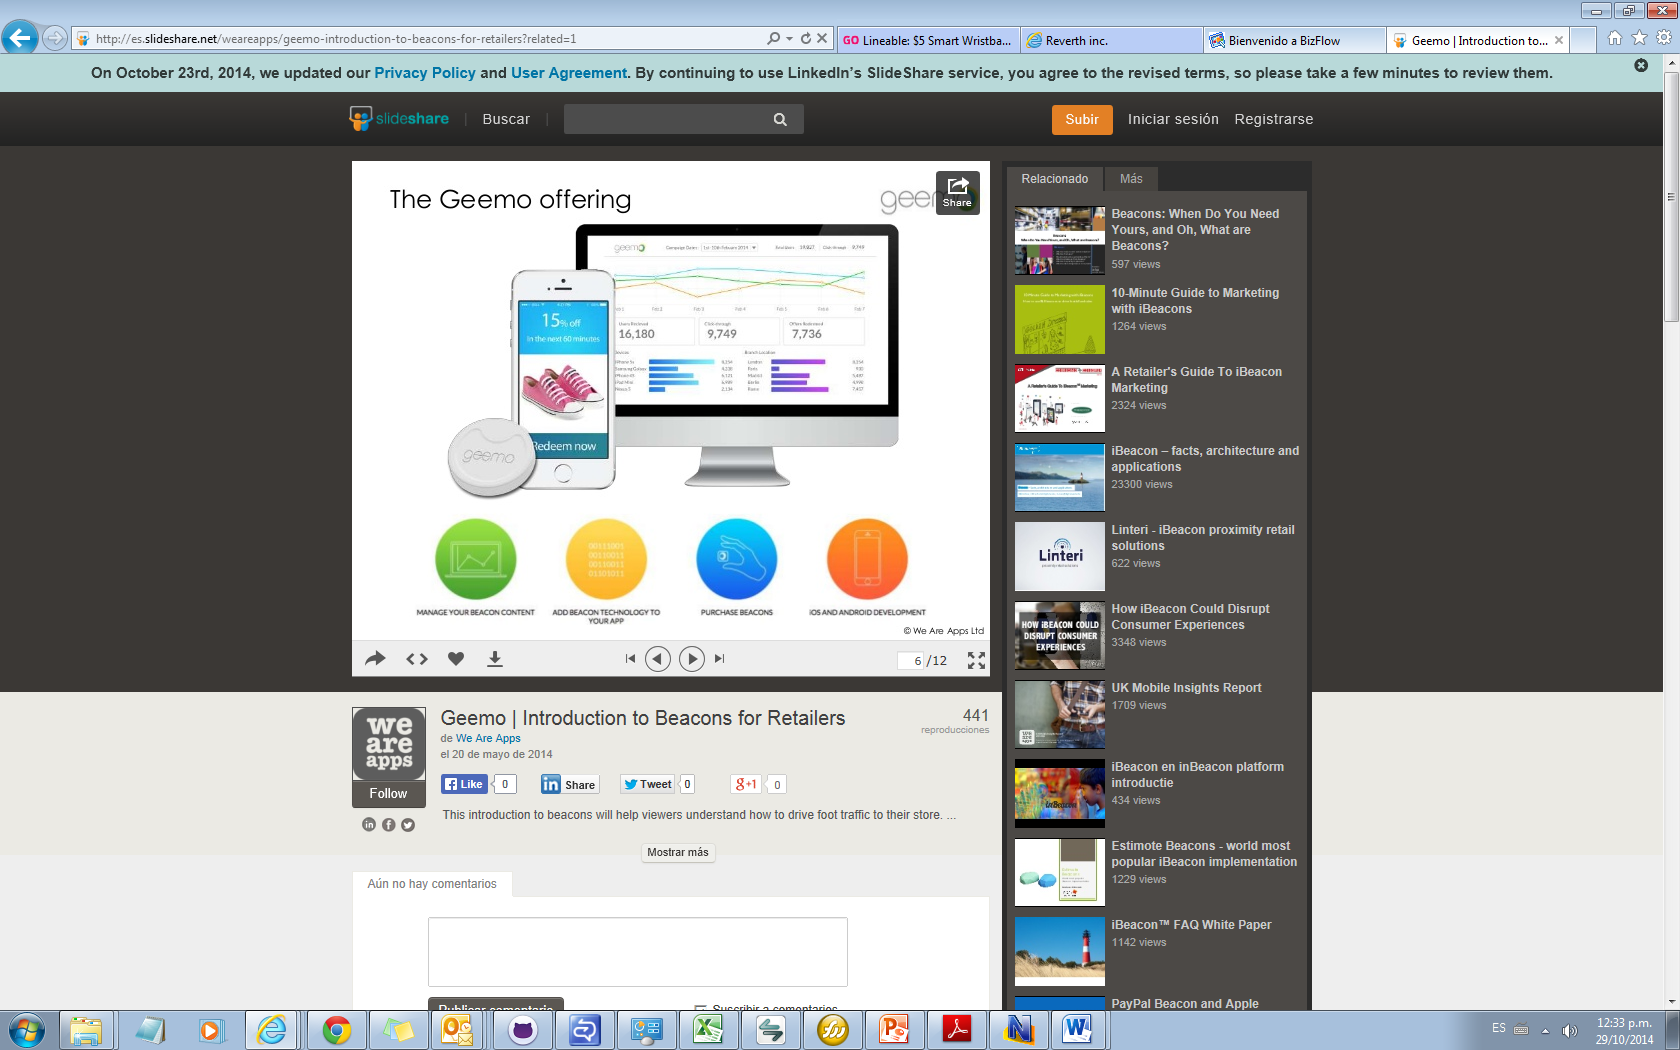 http://es.slideshare.net/weareapps/geemo-introduction-to-beacons-for-retailers?related=1
GO Lineable: $5 Smart Wristba...
Reverth inc.
Bienvenido a BizFlow
Geemo | Introduction to...
On October 23rd, 2014, we updated our Privacy Policy and User Agreement. By continuing to use LinkedIn's SlideShare service, you agree to the revised terms, so please take a few minutes to review them.
slideshare
Buscar
Subir
Iniciar sesión
Registrarse
The Geemo offering
geem
Share
geemo
16,180
9,749
7,736
15% off
In the next 60 minutes
Redeem now
geemo
MANAGE YOUR BEACON CONTENT
ADD BEACON TECHNOLOGY TO
YOUR APP
PURCHASE BEACONS
iOS AND ANDROID DEVELOPMENT
© We Are Apps Ltd
6 /12
we
are
apps
Follow
Geemo | Introduction to Beacons for Retailers
de We Are Apps
el 20 de mayo de 2014
441
reproducciones
Like 0
Share
Tweet 0
g+1 0
This introduction to beacons will help viewers understand how to drive foot traffic to their store. ...
Mostrar más
Aún no hay comentarios
Publicar comentario
Suscribir a comentarios
Relacionado
Más
Beacons: When Do You Need
Yours, and Oh, What are
Beacons?
597 views
10-Minute Guide to Marketing
with iBeacons
1264 views
A Retailer's Guide To iBeacon
Marketing
2324 views
iBeacon – facts, architecture and
applications
23300 views
Linteri
Linteri - iBeacon proximity retail
solutions
622 views
HOW iBEACON COULD
DISRUPT CONSUMER
EXPERIENCES
How iBeacon Could Disrupt
Consumer Experiences
3348 views
UK Mobile Insights Report
1709 views
inBeacon
iBeacon en inBeacon platform
introductie
434 views
Estimote Beacons - world most
popular iBeacon implementation
1229 views
iBeacon™ FAQ White Paper
1142 views
PayPal Beacon and Apple
ES
12:33 p.m.
29/10/2014